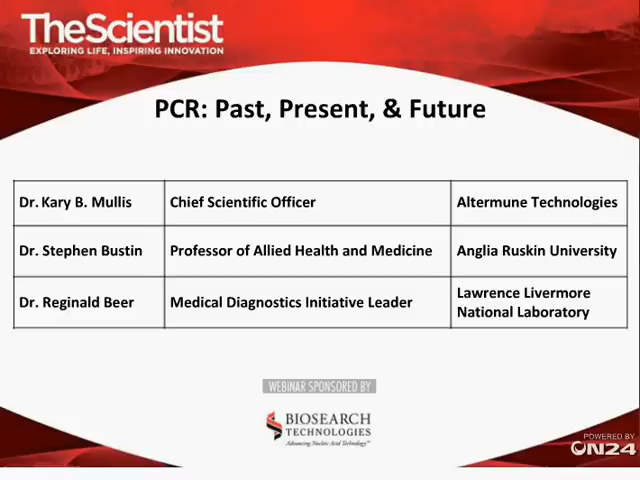 TheScientist
EXPLORING LIFE, INSPIRING INNOVATION
PCR: Past, Present, & Future
Dr. Kary B. Mullis Chief Scientific Officer Altermune Technologies
Dr. Stephen Bustin Professor of Allied Health and Medicine Anglia Ruskin University
Dr. Reginald Beer Medical Diagnostics Initiative Leader Lawrence Livermore
National Laboratory
WEBINAR SPONSORED BY
BIOSEARCH
TECHNOLOGIES
Advancing Nucleic Acid Technology™
POWERED BY
ON24